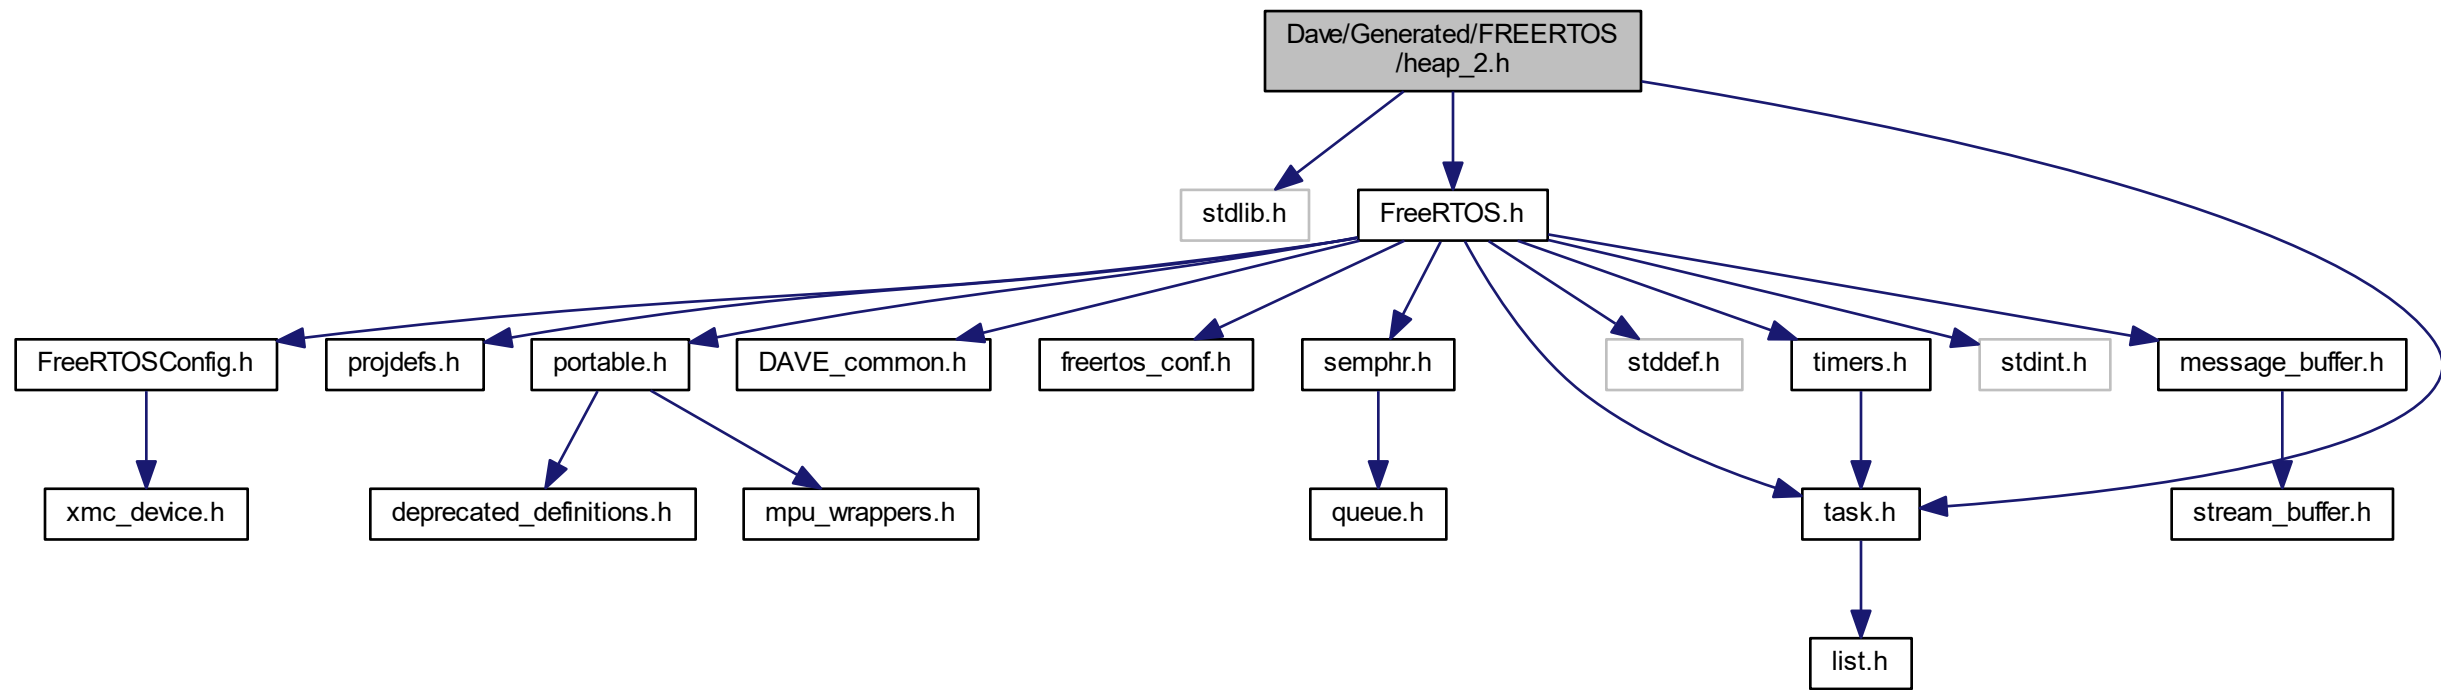 Dave/Generated/FREERTOS
/heap_2.h
stdlib.h
FreeRTOS.h
FreeRTOSConfig.h
projdefs.h
portable.h
DAVE_common.h
freertos_conf.h
semphr.h
stddef.h
timers.h
stdint.h
message_buffer.h
xmc_device.h
deprecated_definitions.h
mpu_wrappers.h
queue.h
task.h
stream_buffer.h
list.h